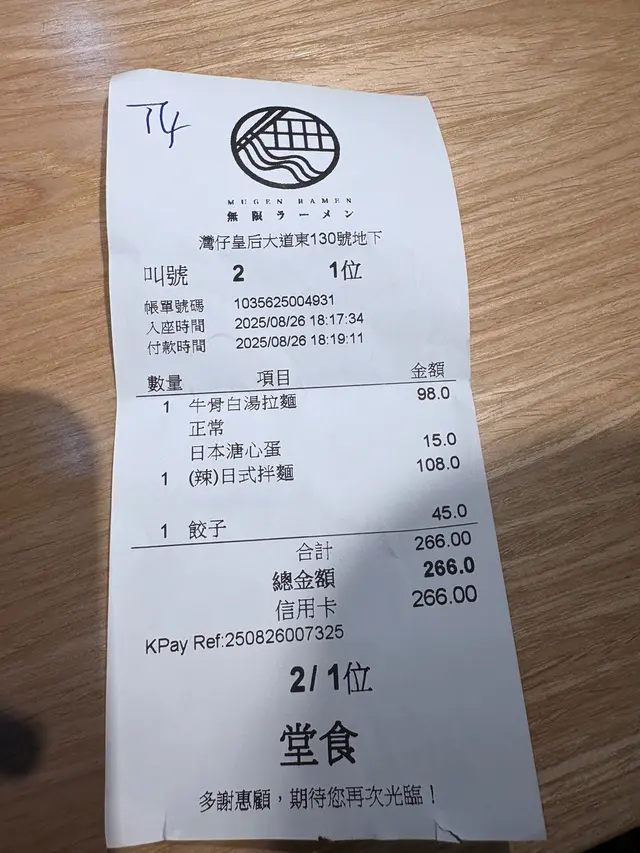 T4
MUGEN RAMEN
無限ラーメン
灣仔皇后大道東130號地下
叫號 2 1位
帳單號碼 1035625004931
入座時間 2025/08/26 18:17:34
付款時間 2025/08/26 18:19:11
數量 項目 金額
1 牛骨白湯拉麵 98.0
正常
日本溏心蛋 15.0
1 (辣)日式拌麵 108.0
1 餃子 45.0
合計 266.00
總金額 266.0
信用卡 266.00
KPay Ref:250826007325
2/ 1位
堂食
多謝惠顧，期待您再次光臨！